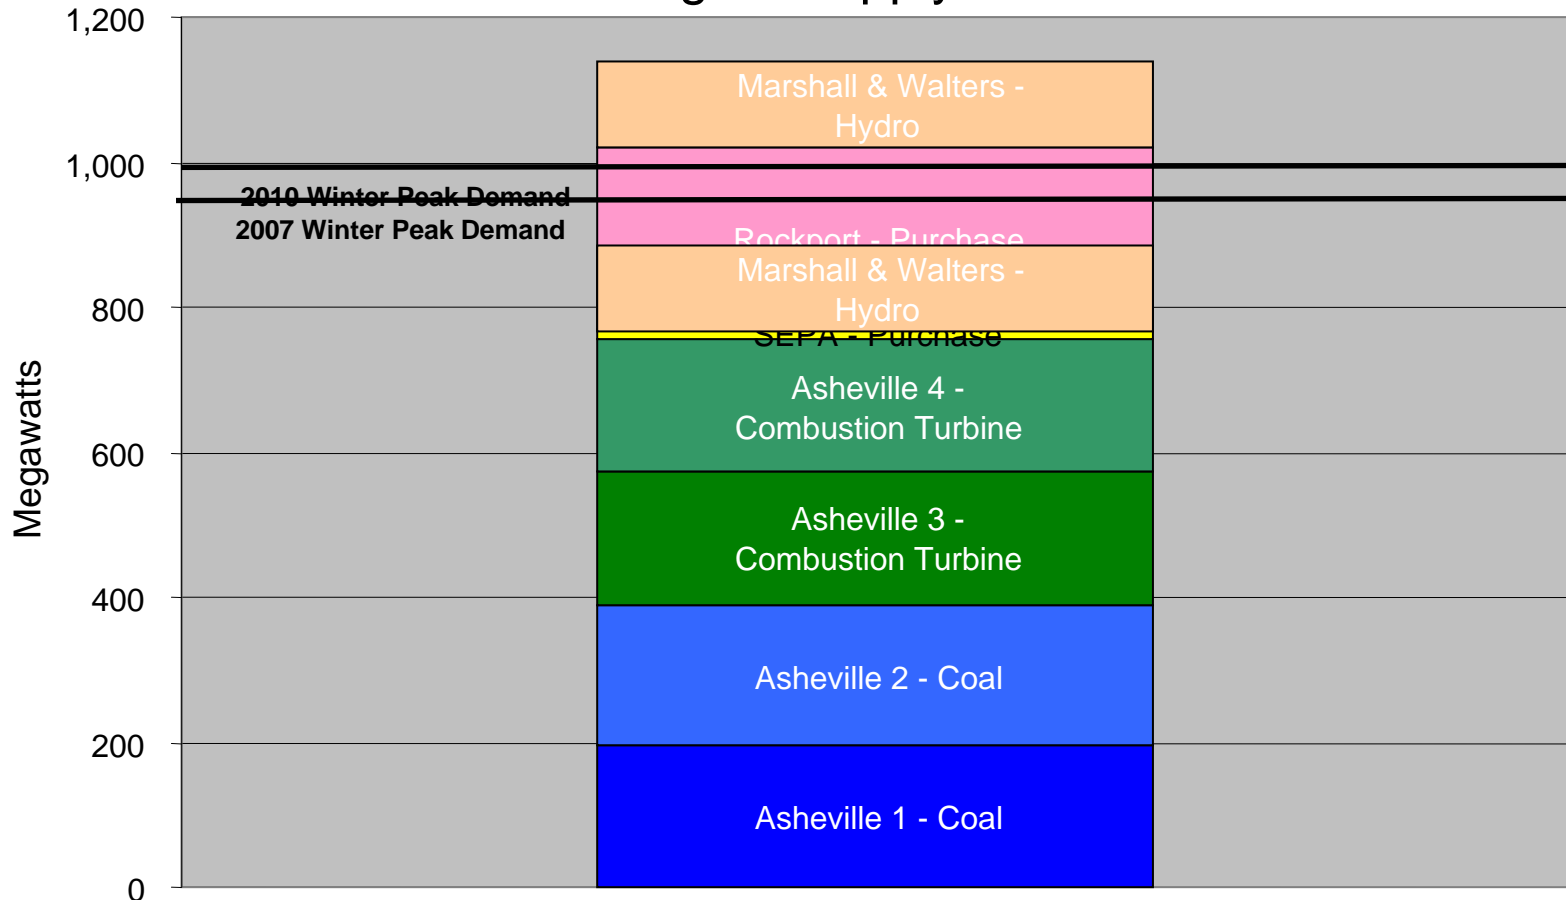 1,200
1,000
800
600
400
200
0
Megawatts
2010 Winter Peak Demand
2007 Winter Peak Demand
Marshall & Walters -
Hydro
Rockport - Purchase
Marshall & Walters -
Hydro
SEPA - Purchase
Asheville 4 -
Combustion Turbine
Asheville 3 -
Combustion Turbine
Asheville 2 - Coal
Asheville 1 - Coal